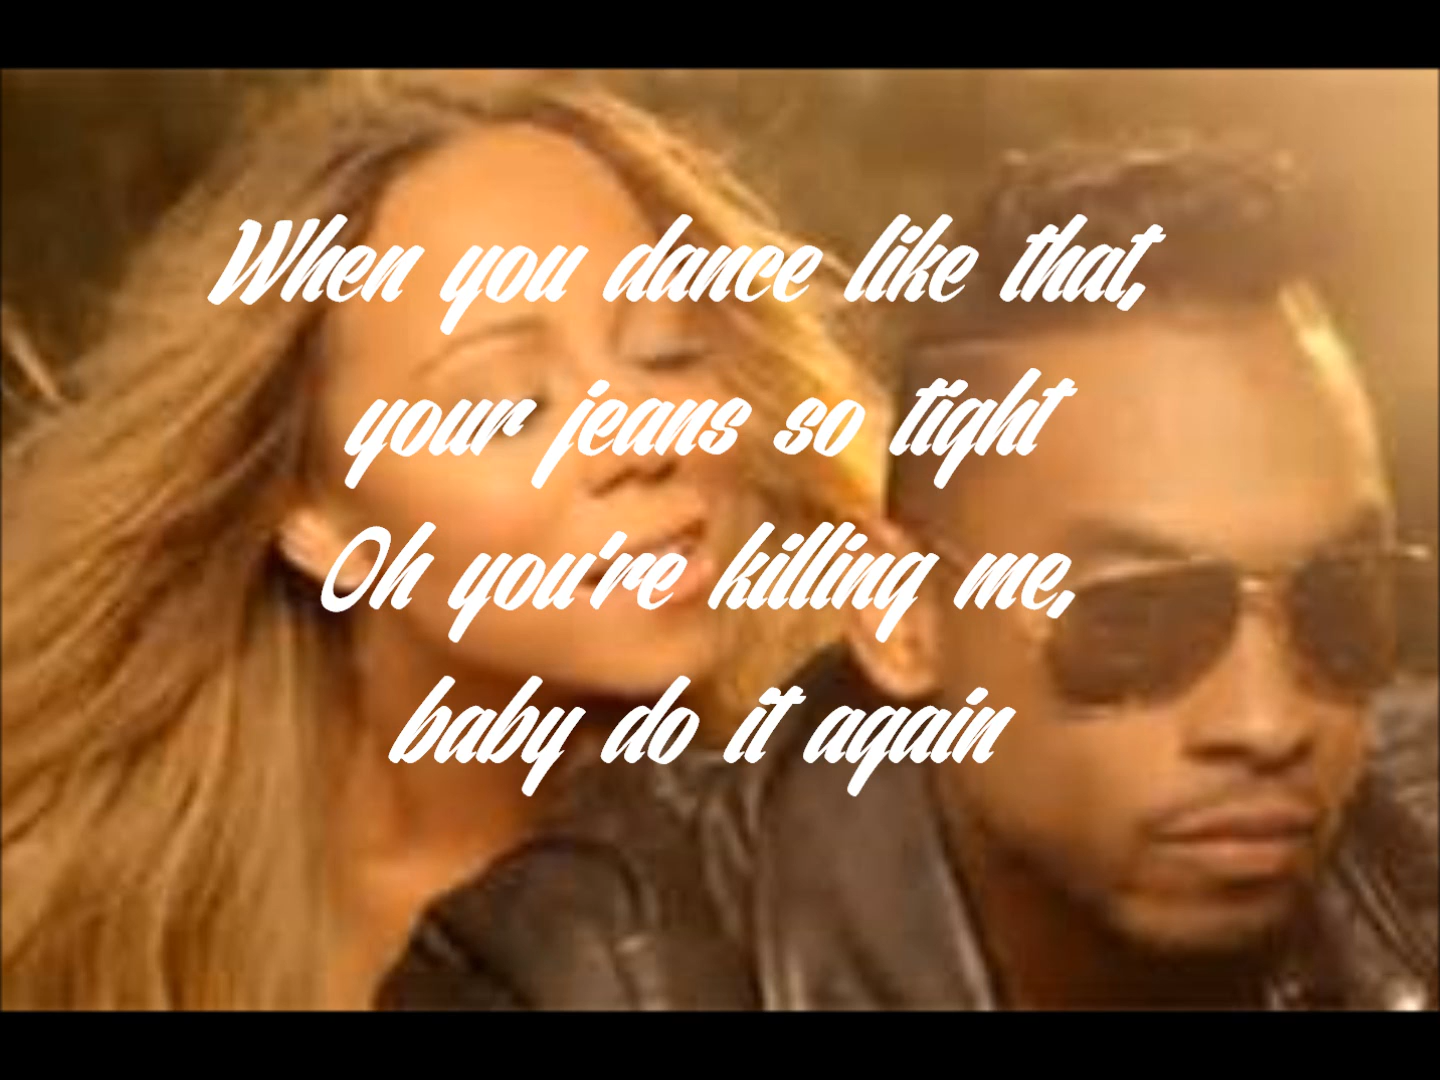 When you dance like that,
your jeans so tight
Oh you're killing me,
baby do it again